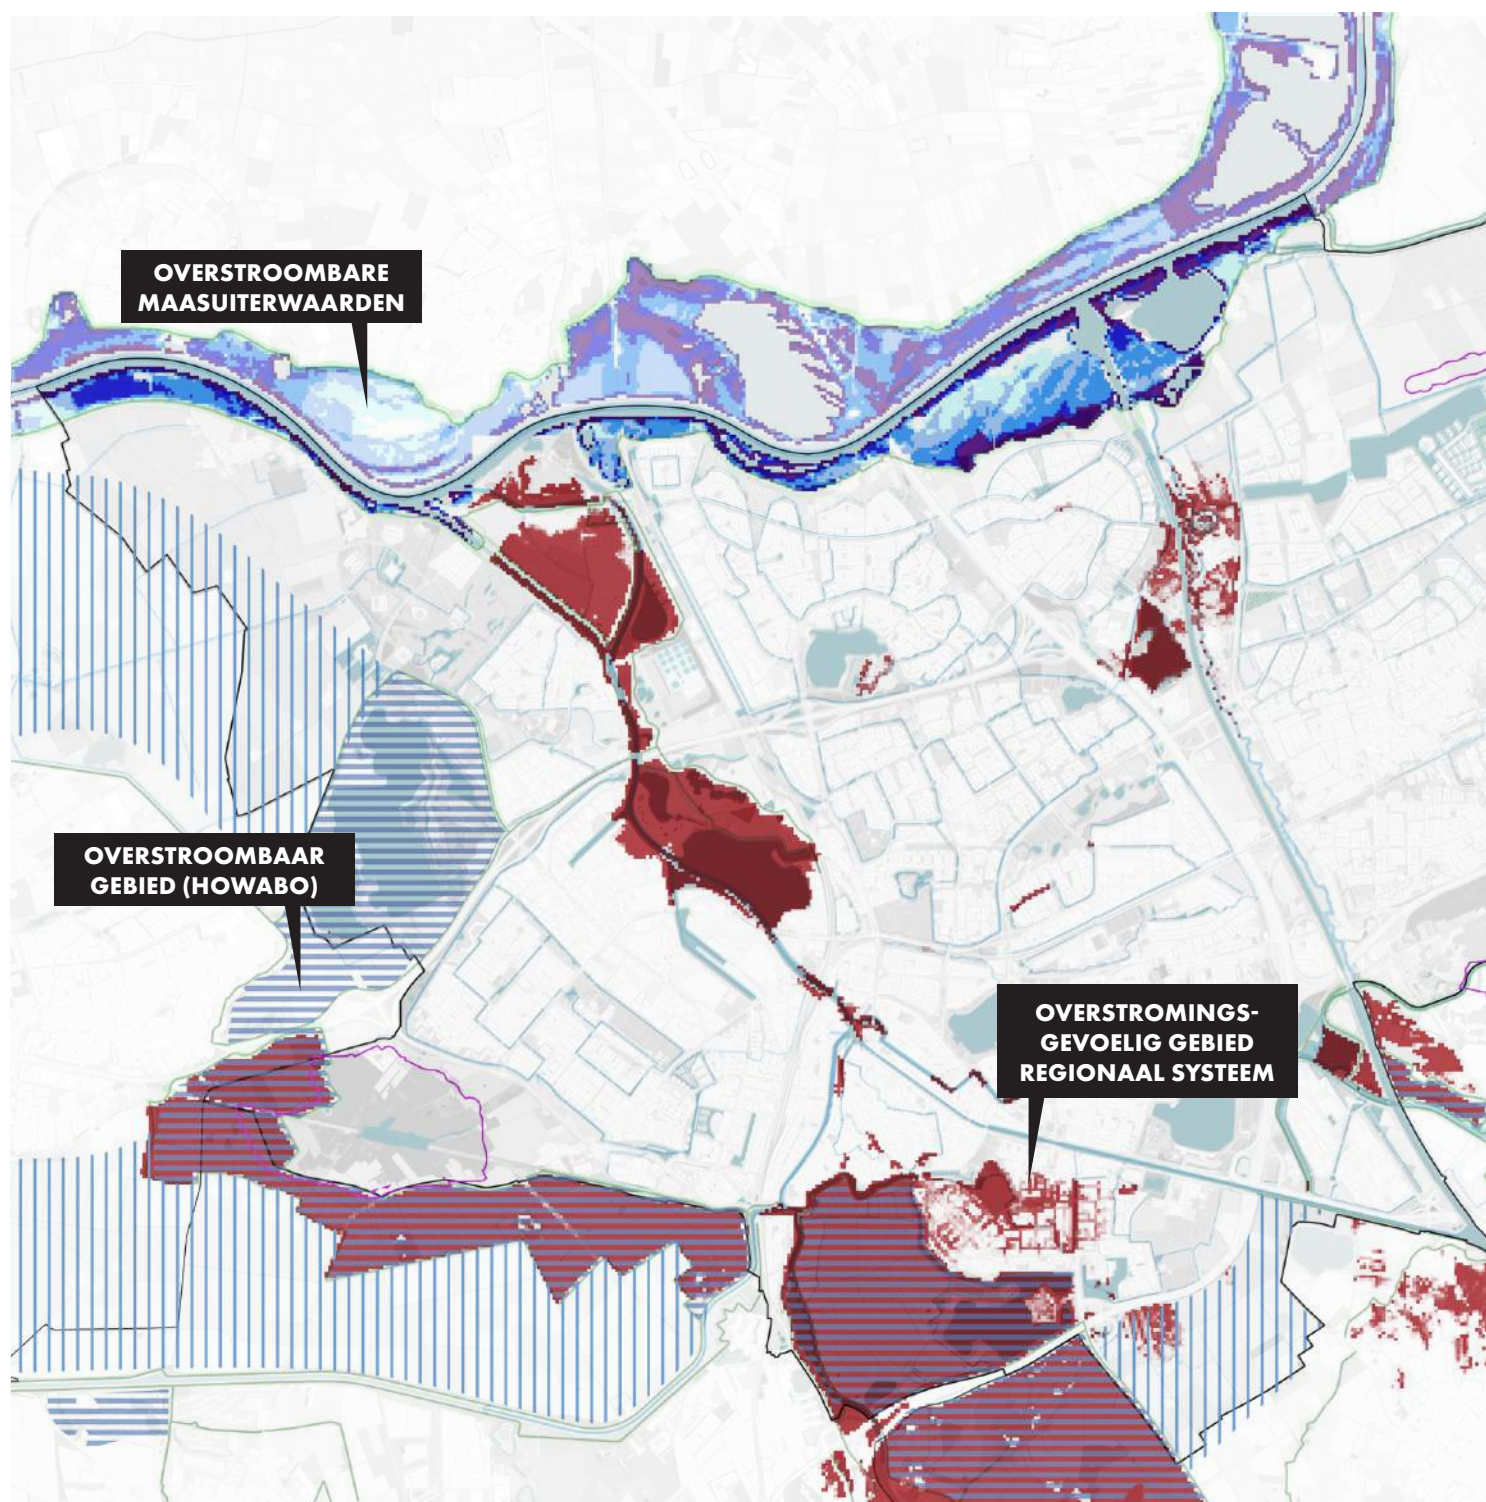 OVERSTROOMBARE
MAASUITERWAARDEN
OVERSTROOMBAAR
GEBIED (HOWABO)
OVERSTROMINGS-
GEVOELIG GEBIED
REGIONAAL SYSTEEM